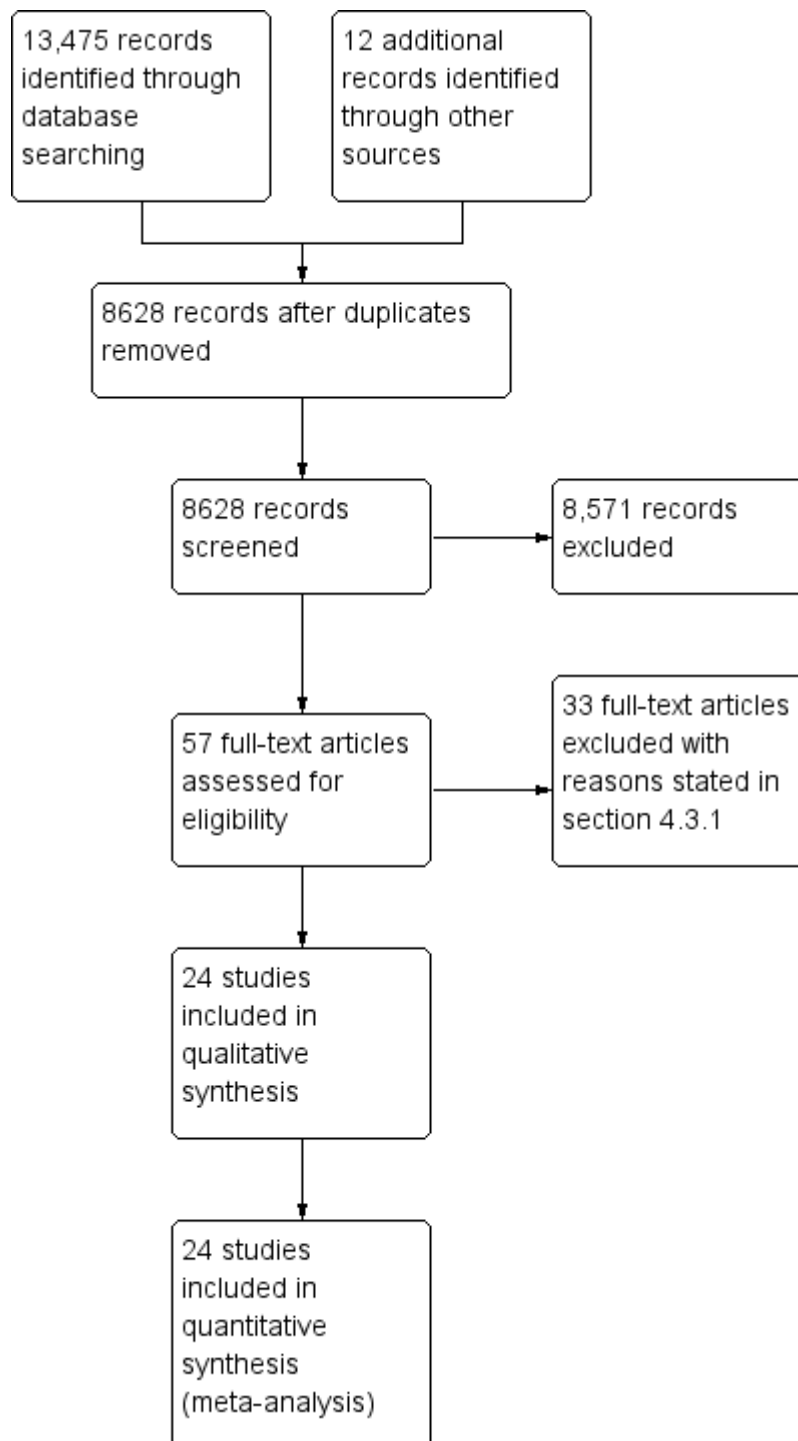 13,475 records
identified through
database
searching
12 additional
records identified
through other
sources
8628 records after duplicates
removed
8628 records
screened
8,571 records
excluded
57 full-text articles
assessed for
eligibility
33 full-text articles
excluded with
reasons stated in
section 4.3.1
24 studies
included in
qualitative
synthesis
24 studies
included in
quantitative
synthesis
(meta-analysis)